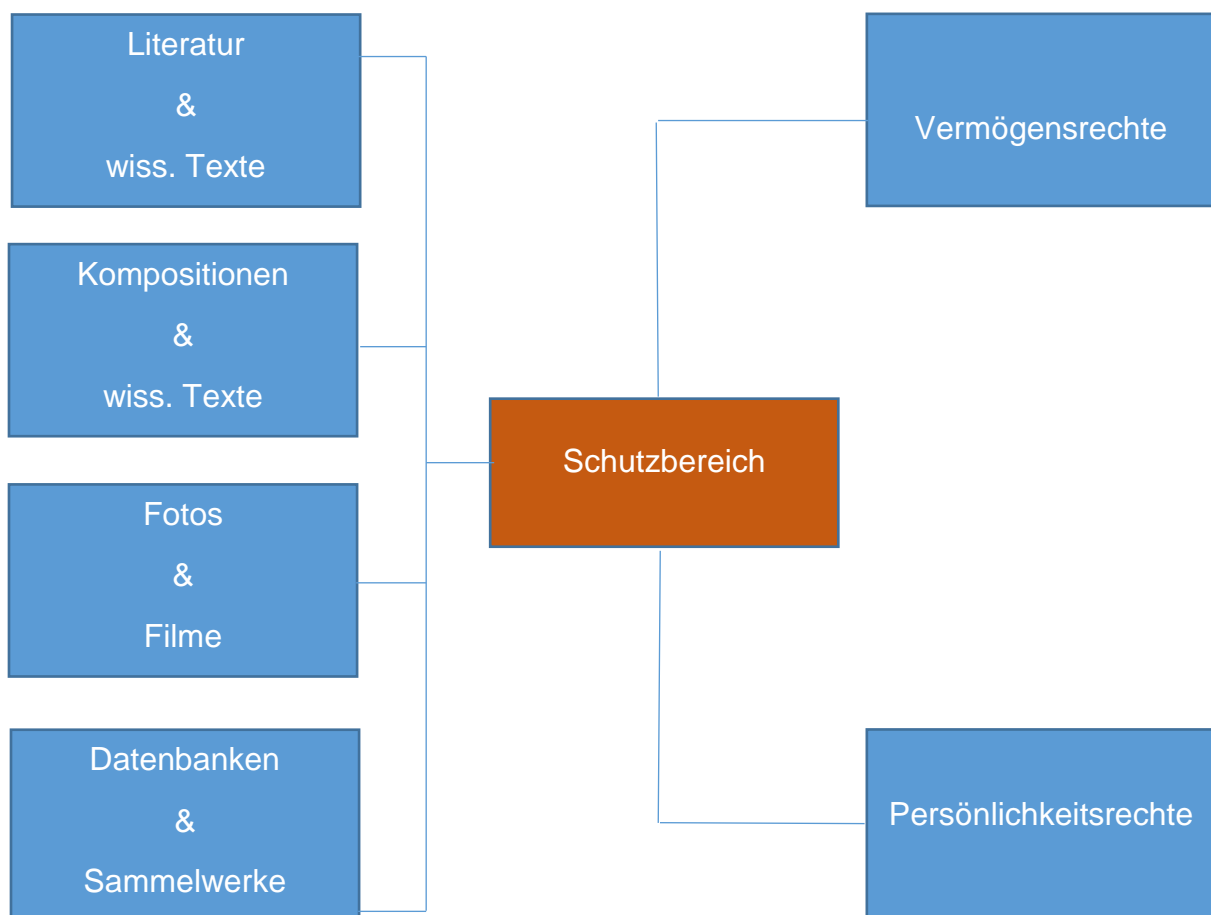 Literatur
&
wiss. Texte
Kompositionen
&
wiss. Texte
Fotos
&
Filme
Datenbanken
&
Sammelwerke
Schutzbereich
Vermögensrechte
Persönlichkeitsrechte